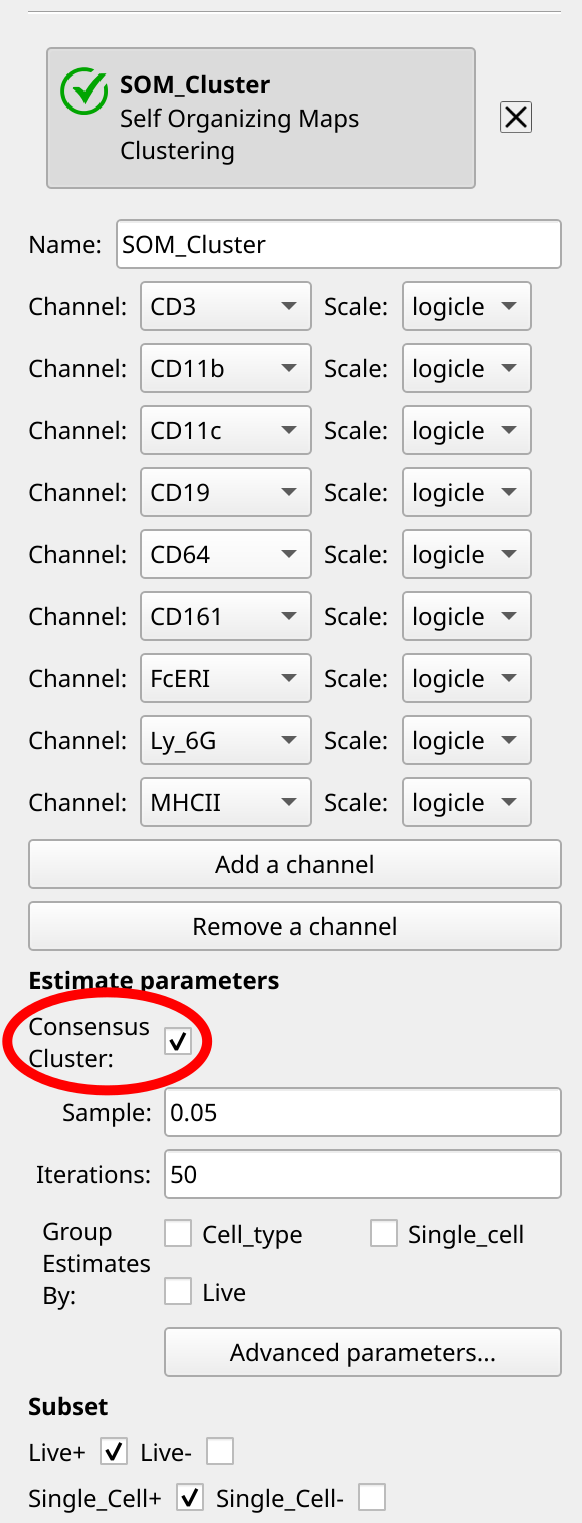 SOM_Cluster
Self Organizing Maps
Clustering
Name: SOM_Cluster
Channel: CD3 Scale: logicle
Channel: CD11b Scale: logicle
Channel: CD11c Scale: logicle
Channel: CD19 Scale: logicle
Channel: CD64 Scale: logicle
Channel: CD161 Scale: logicle
Channel: FcERI Scale: logicle
Channel: Ly_6G Scale: logicle
Channel: MHCII Scale: logicle
Add a channel
Remove a channel
Estimate parameters
Consensus
Cluster:
Sample: 0.05
Iterations: 50
Group
Estimates
By:
Cell_type Single_cell
Live
Advanced parameters...
Subset
Live+ Live-
Single_Cell+ Single_Cell-